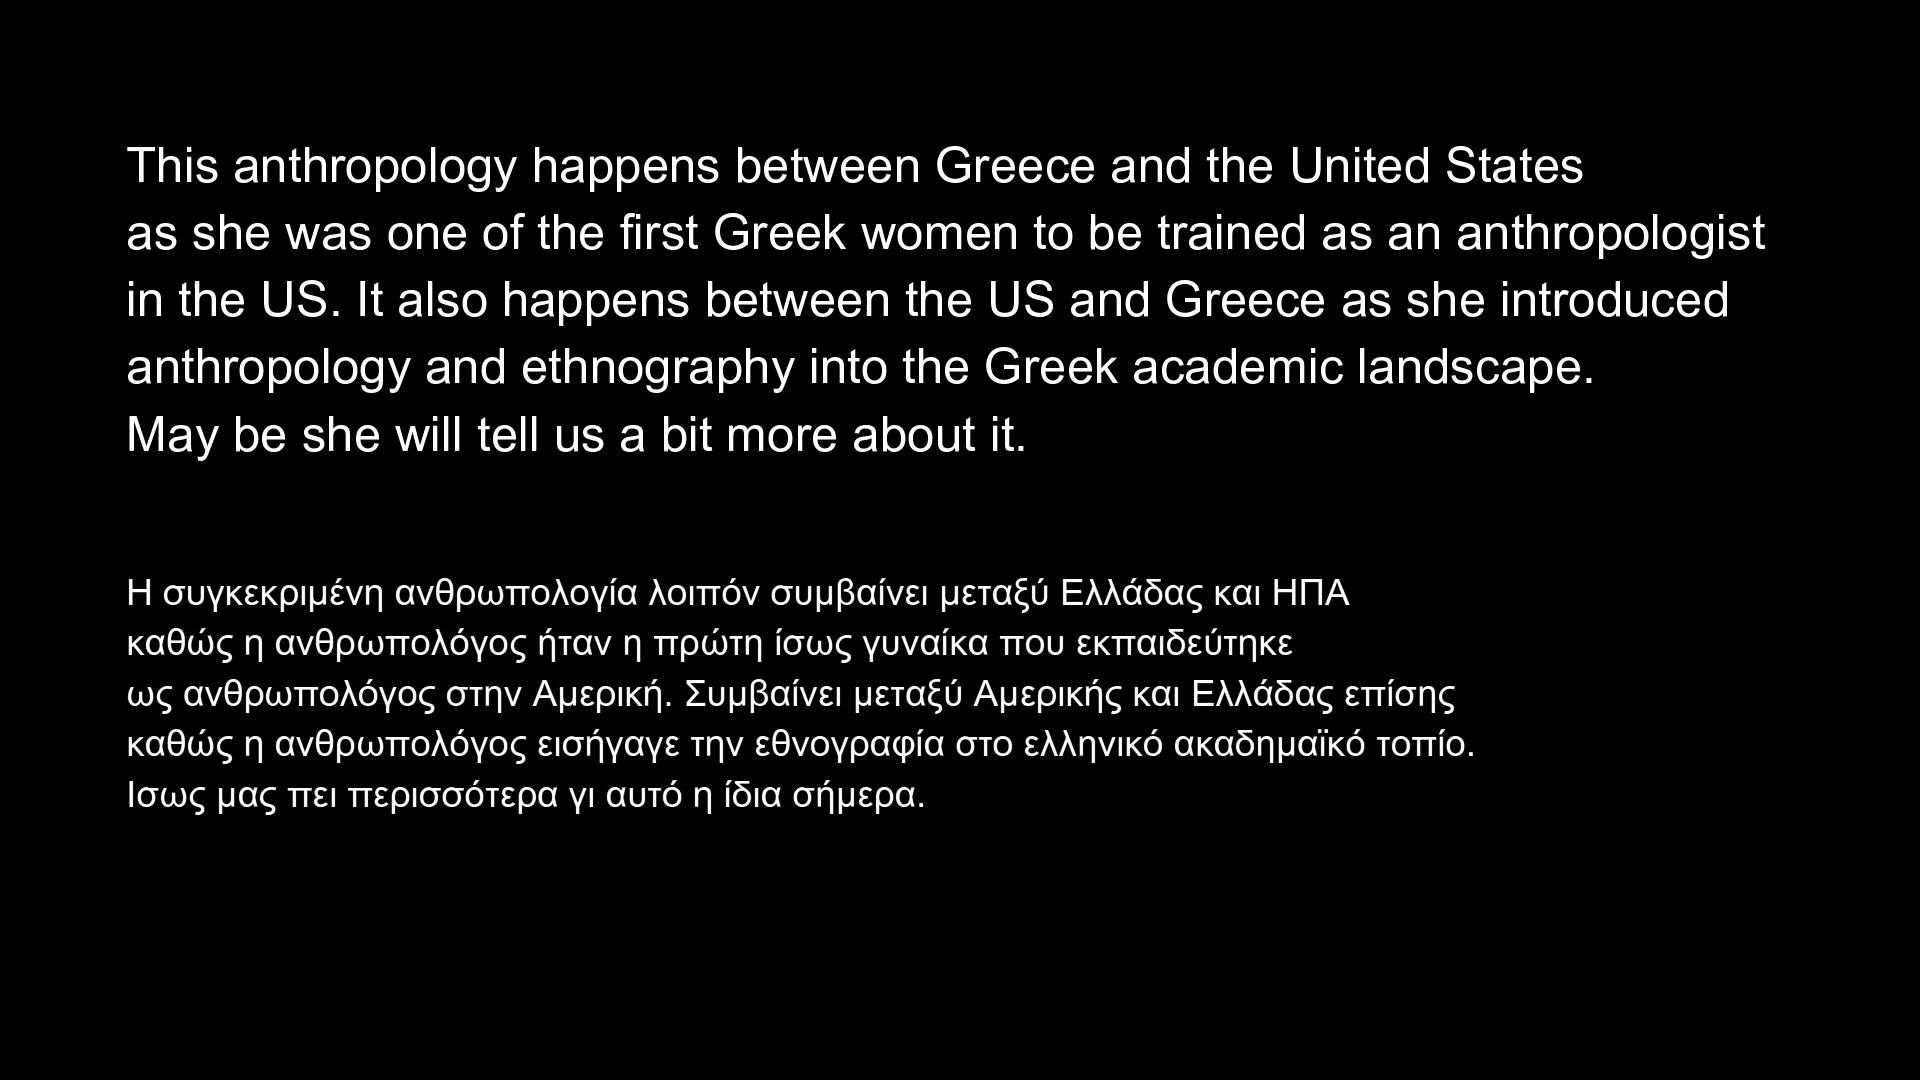 This anthropology happens between Greece and the United States
as she was one of the first Greek women to be trained as an anthropologist
in the US. It also happens between the US and Greece as she introduced
anthropology and ethnography into the Greek academic landscape.
May be she will tell us a bit more about it.
Η συγκεκριμένη ανθρωπολογία λοιπόν συμβαίνει μεταξύ Ελλάδας και ΗΠΑ
καθώς η ανθρωπολόγος ήταν η πρώτη ίσως γυναίκα που εκπαιδεύτηκε
ως ανθρωπολόγος στην Αμερική. Συμβαίνει μεταξύ Αμερικής και Ελλάδας επίσης
καθώς η ανθρωπολόγος εισήγαγε την εθνογραφία στο ελληνικό ακαδημαϊκό τοπίο.
Ισως μας πει περισσότερα γι αυτό η ίδια σήμερα.